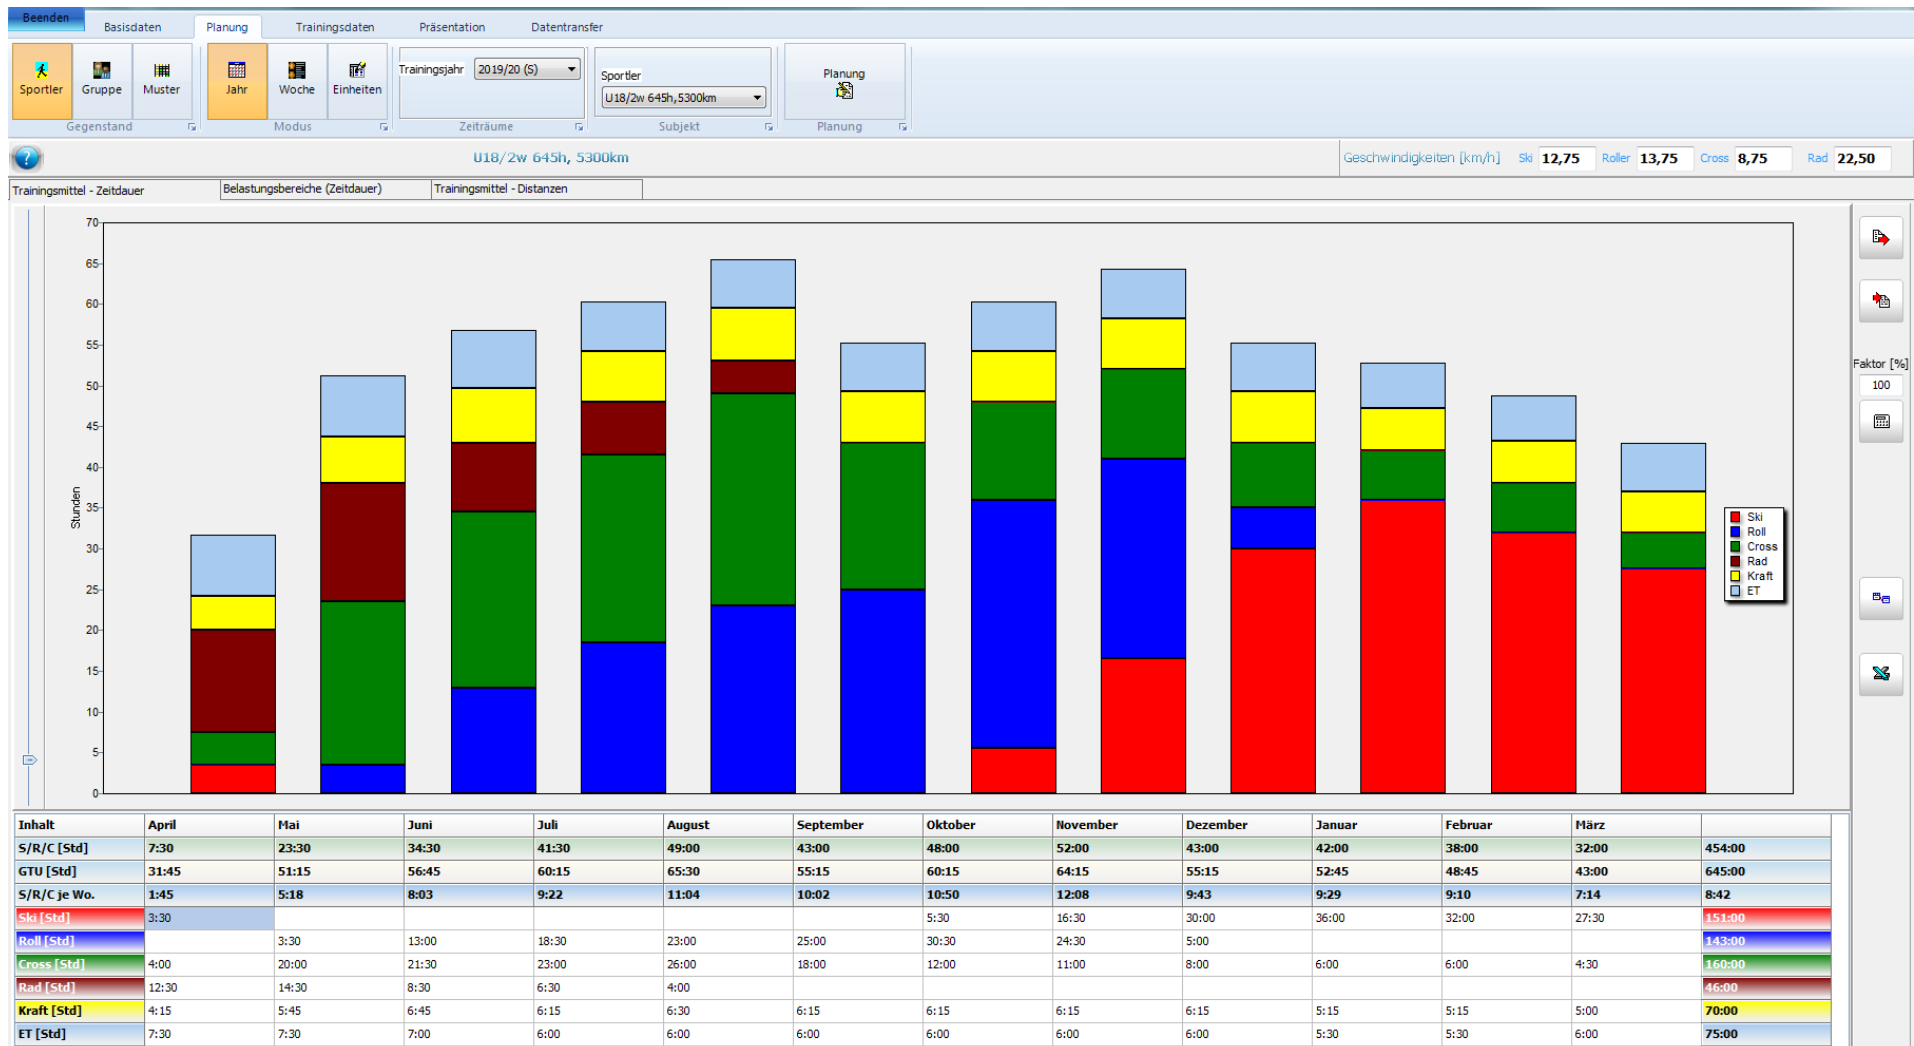 Beenden
Basisdaten Planung Trainingsdaten Präsentation Datentransfer
Sportler Gruppe Muster Jahr Woche Einheiten
Trainingsjahr 2019/20 (S)
Sportler
U18/2w 645h,5300km
Planung
Gegenstand Modus Zeiträume Subjekt Planung
U18/2w 645h, 5300km
Geschwindigkeiten [km/h] Ski 12,75 Roller 13,75 Cross 8,75 Rad 22,50
Trainingsmittel - Zeitdauer Belastungsbereiche (Zeitdauer) Trainingsmittel - Distanzen
70
65
60
55
50
45
40
35
30
25
20
15
10
5
0
Stunden
Ski
Roll
Cross
Rad
Kraft
ET
Faktor [%]
100
Inhalt April Mai Juni Juli August September Oktober November Dezember Januar Februar März
S/R/C [Std] 7:30 23:30 34:30 41:30 49:00 43:00 48:00 52:00 43:00 42:00 38:00 32:00 454:00
GTU [Std] 31:45 51:15 56:45 60:15 65:30 55:15 60:15 64:15 55:15 52:45 48:45 43:00 645:00
S/R/C je Wo. 1:45 5:18 8:03 9:22 11:04 10:02 10:50 12:08 9:43 9:29 9:10 7:14 8:42
Ski [Std] 3:30 5:30 16:30 30:00 36:00 32:00 27:30 151:00
Roll [Std] 3:30 13:00 18:30 23:00 25:00 30:30 24:30 5:00 143:00
Cross [Std] 4:00 20:00 21:30 23:00 26:00 18:00 12:00 11:00 8:00 6:00 6:00 4:30 160:00
Rad [Std] 12:30 14:30 8:30 6:30 4:00 46:00
Kraft [Std] 4:15 5:45 6:45 6:15 6:30 6:15 6:15 6:15 6:15 5:15 5:15 5:00 70:00
ET [Std] 7:30 7:30 7:00 6:00 6:00 6:00 6:00 6:00 6:00 5:30 5:30 6:00 75:00